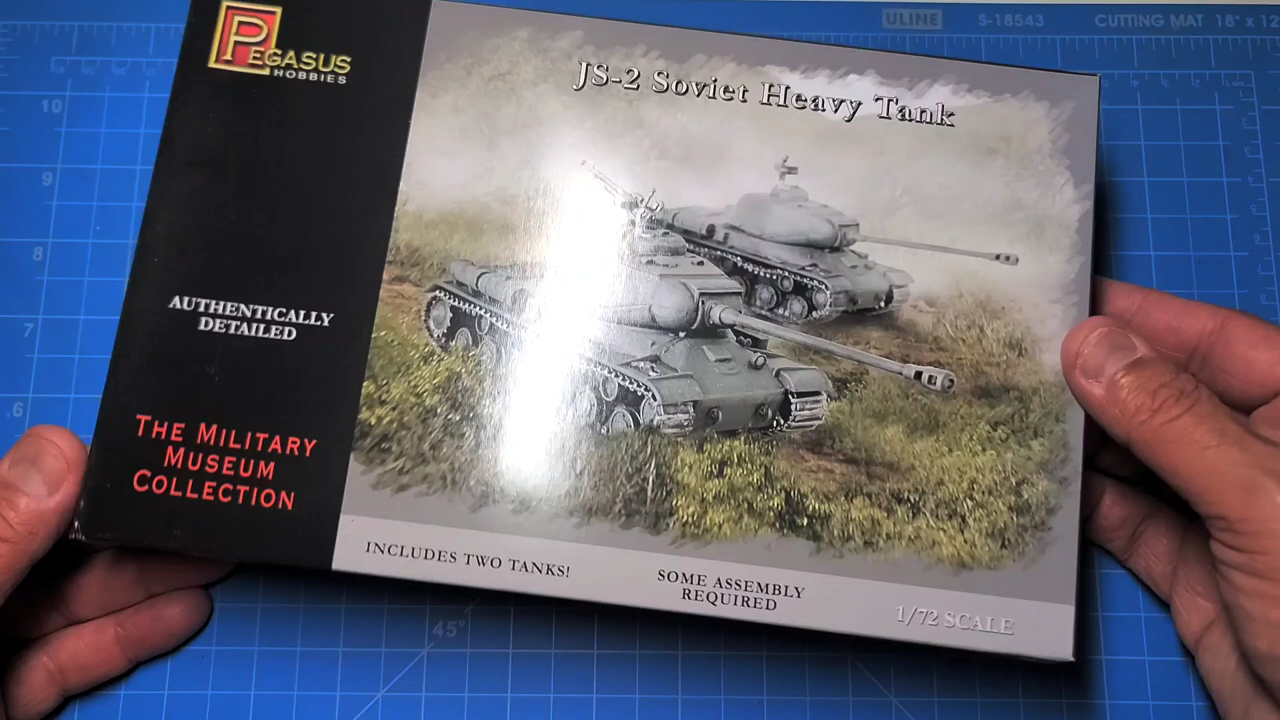 ULINE S-18543 CUTTING MAT 18" x 12
10
9
8
7
6
45°
PEGASUS
HOBBIES
JS-2 Soviet Heavy Tank
AUTHENTICALLY
DETAILED
THE MILITARY
MUSEUM
COLLECTION
INCLUDES TWO TANKS!
SOME ASSEMBLY
REQUIRED
1/72 SCALE